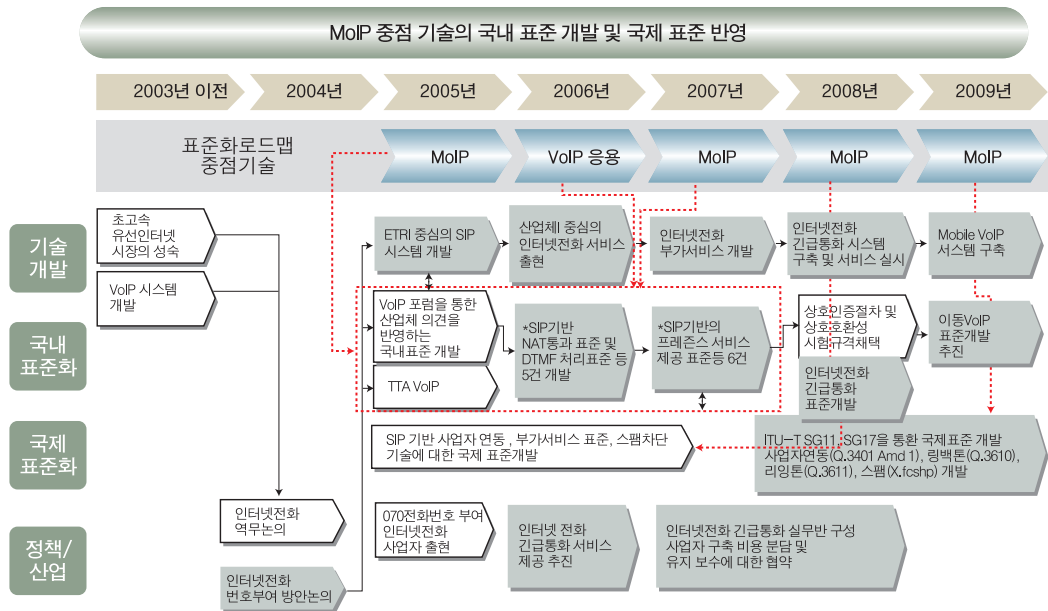 MoIP 중점 기술의 국내 표준 개발 및 국제 표준 반영
2003년 이전
2004년
2005년
2006년
2007년
2008년
2009년
표준화로드맵
중점기술
MoIP
VoIP 응용
MoIP
MoIP
MoIP
기술
개발
초고속
유선인터넷
시장의 성숙
VoIP 시스템
개발
ETRI 중심의 SIP
시스템 개발
산업체 중심의
인터넷전화 서비스
출현
인터넷전화
부가서비스 개발
인터넷전화
긴급통화 시스템
구축 및 서비스 실시
Mobile VoIP
시스템 구축
국내
표준화
VoIP 포럼을 통한
산업체 의견을
반영하는
국내표준 개발
TTA VoIP
*SIP기반
NAT통과 표준 및
DTMF 처리표준 등
5건 개발
*SIP기반의
프레즌스 서비스
제공 표준등 6건
상호인증절차 및
상호호환성
시험규격채택
인터넷전화
긴급통화
표준개발
이동VoIP
표준개발
추진
국제
표준화
SIP 기반 사업자 연동 , 부가서비스 표준, 스팸차단
기술에 대한 국제 표준개발
ITU-T SG11, SG17을 통환 국제표준 개발
사업자연동(Q.3401 Amd 1), 링백톤(Q.3610),
리잉톤(Q.3611), 스팸(X.fcshp) 개발
정책/
산업
인터넷전화
역무논의
인터넷전화
번호부여 방안논의
070전화번호 부여
인터넷전화
사업자 출현
인터넷 전화
긴급통화 서비스
제공 추진
인터넷전화 긴급통화 실무반 구성
사업자 구축 비용 분담 및
유지 보수에 대한 협약